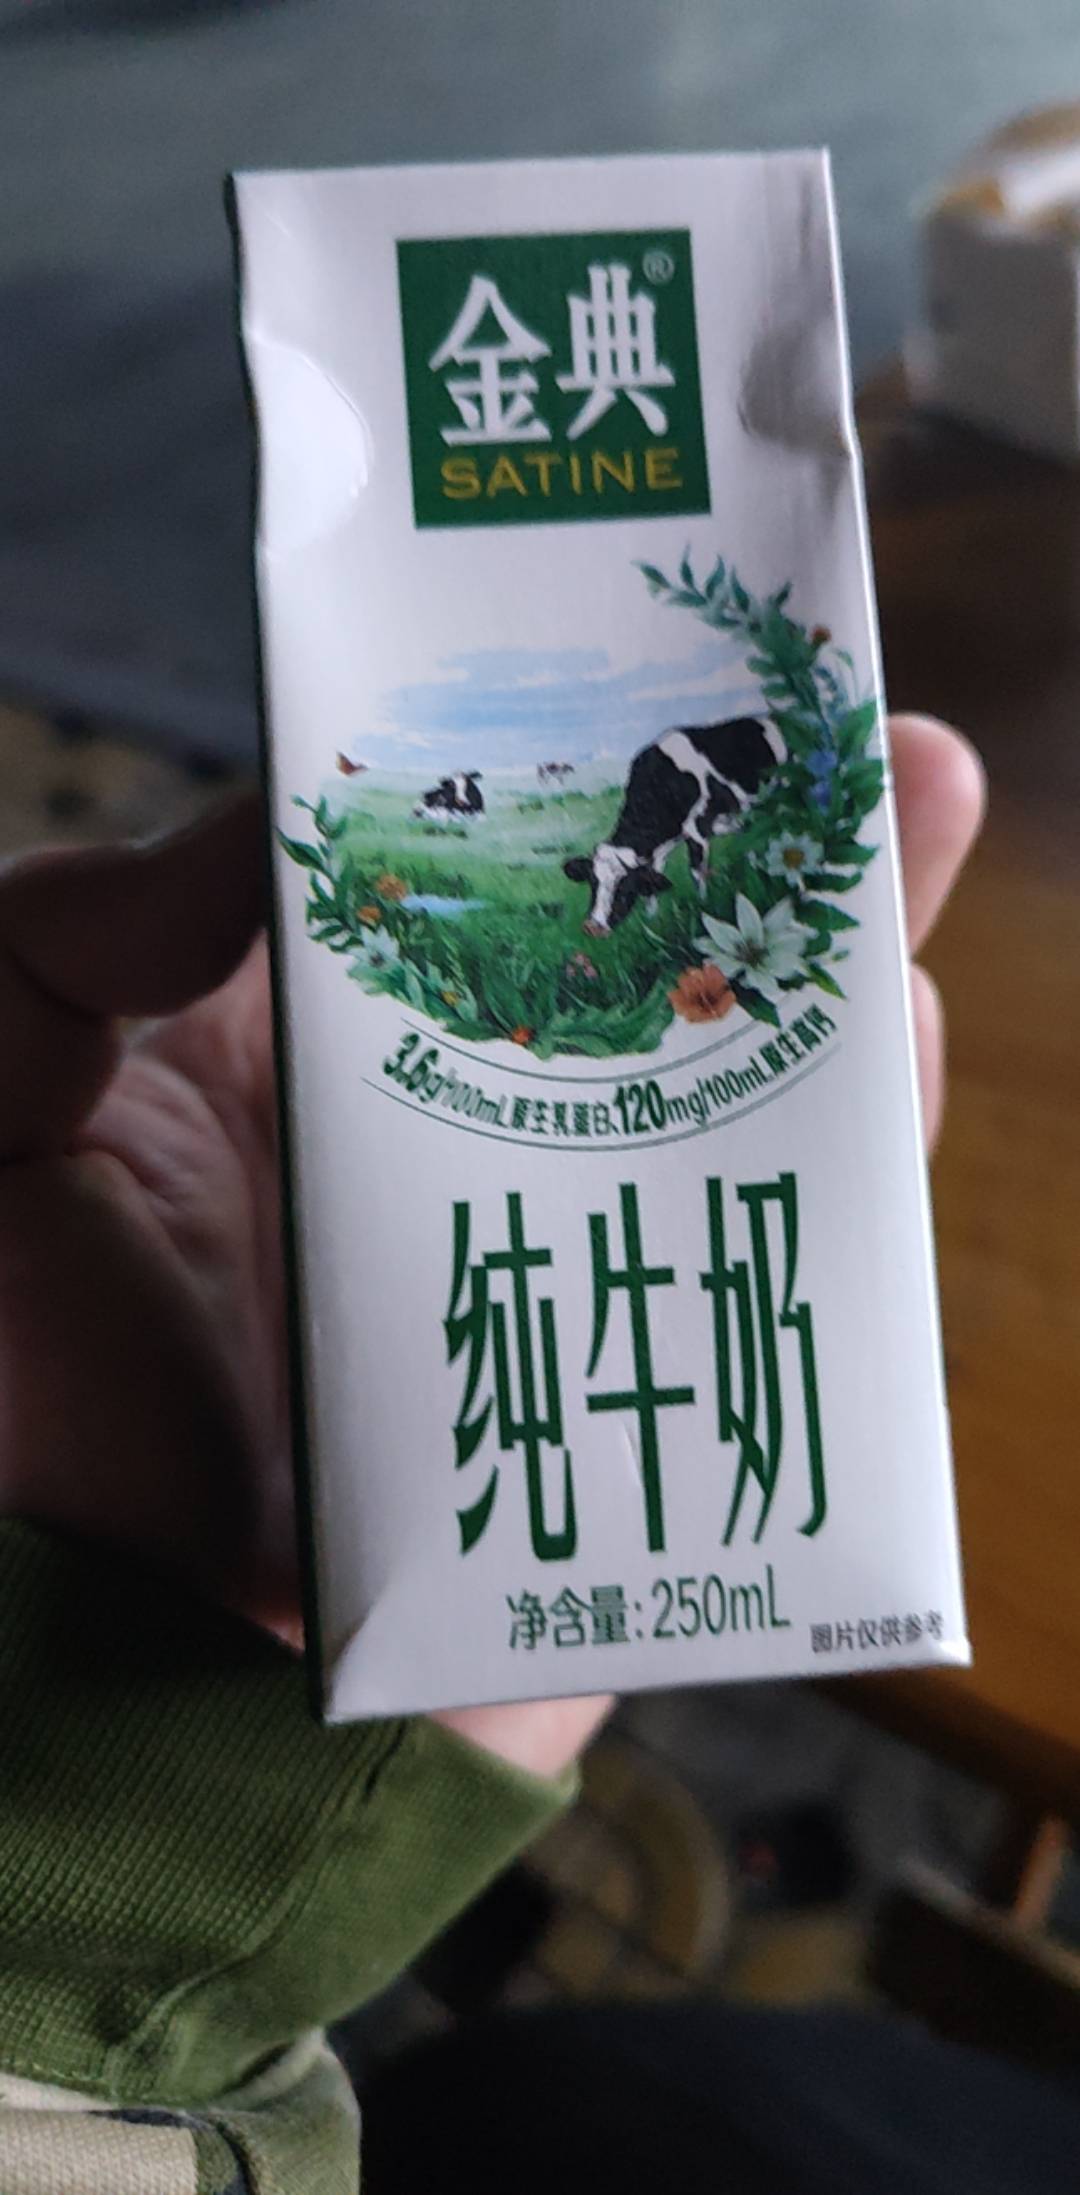 金典®
SATINE
3.6g/100mL原生乳蛋白、120mg/100mL原生高钙
纯牛奶
净含量:250mL
图片仅供参考